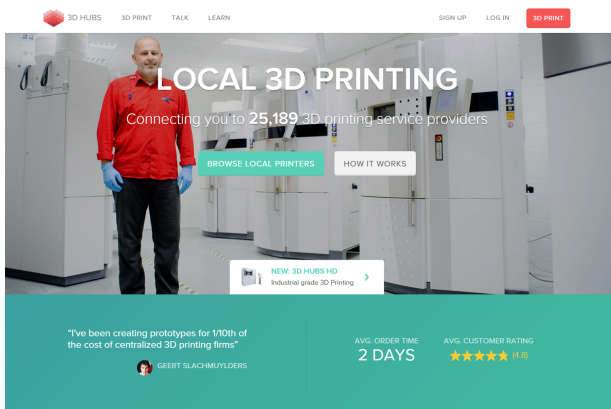 3D HUBS
3D PRINT
TALK
LEARN
SIGN UP
LOG IN
3D PRINT
LOCAL 3D PRINTING
Connecting you to 25,189 3D printing service providers
BROWSE LOCAL PRINTERS
HOW IT WORKS
NEW: 3D HUBS HD
Industrial grade 3D Printing
"I've been creating prototypes for 1/10th of
the cost of centralized 3D printing firms"
GEERT SLACHMUYLDERS
AVG. ORDER TIME
2 DAYS
AVG. CUSTOMER RATING
(4.8)